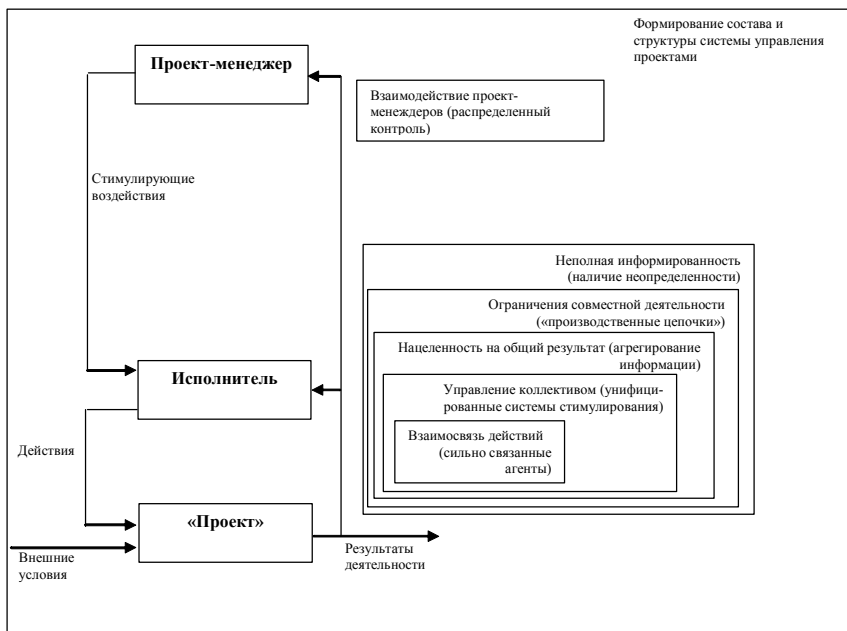 Формирование состава и
структуры системы управления
проектами
Проект-менеджер
Взаимодействие проект-
менеждеров (распределенный
контроль)
Стимулирующие
воздействия
Неполная информированность
(наличие неопределенности)
Ограничения совместной деятельности
(«производственные цепочки»)
Нацеленность на общий результат (агрегирование
информации)
Исполнитель
Управление коллективом (унифици-
рованные системы стимулирования)
Взаимосвязь действий
(сильно связанные
агенты)
Действия
«Проект»
Внешние
условия
Результаты
деятельности